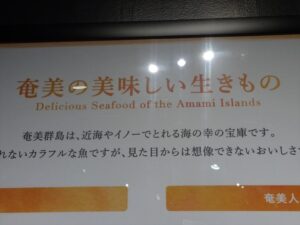 奄美の美味しい生きもの
Delicious Seafood of the Amami Islands
奄美群島は、近海やイノーでとれる海の幸の宝庫です。
れないカラフルな魚ですが、見た目からは想像できないおいしさ
奄美人